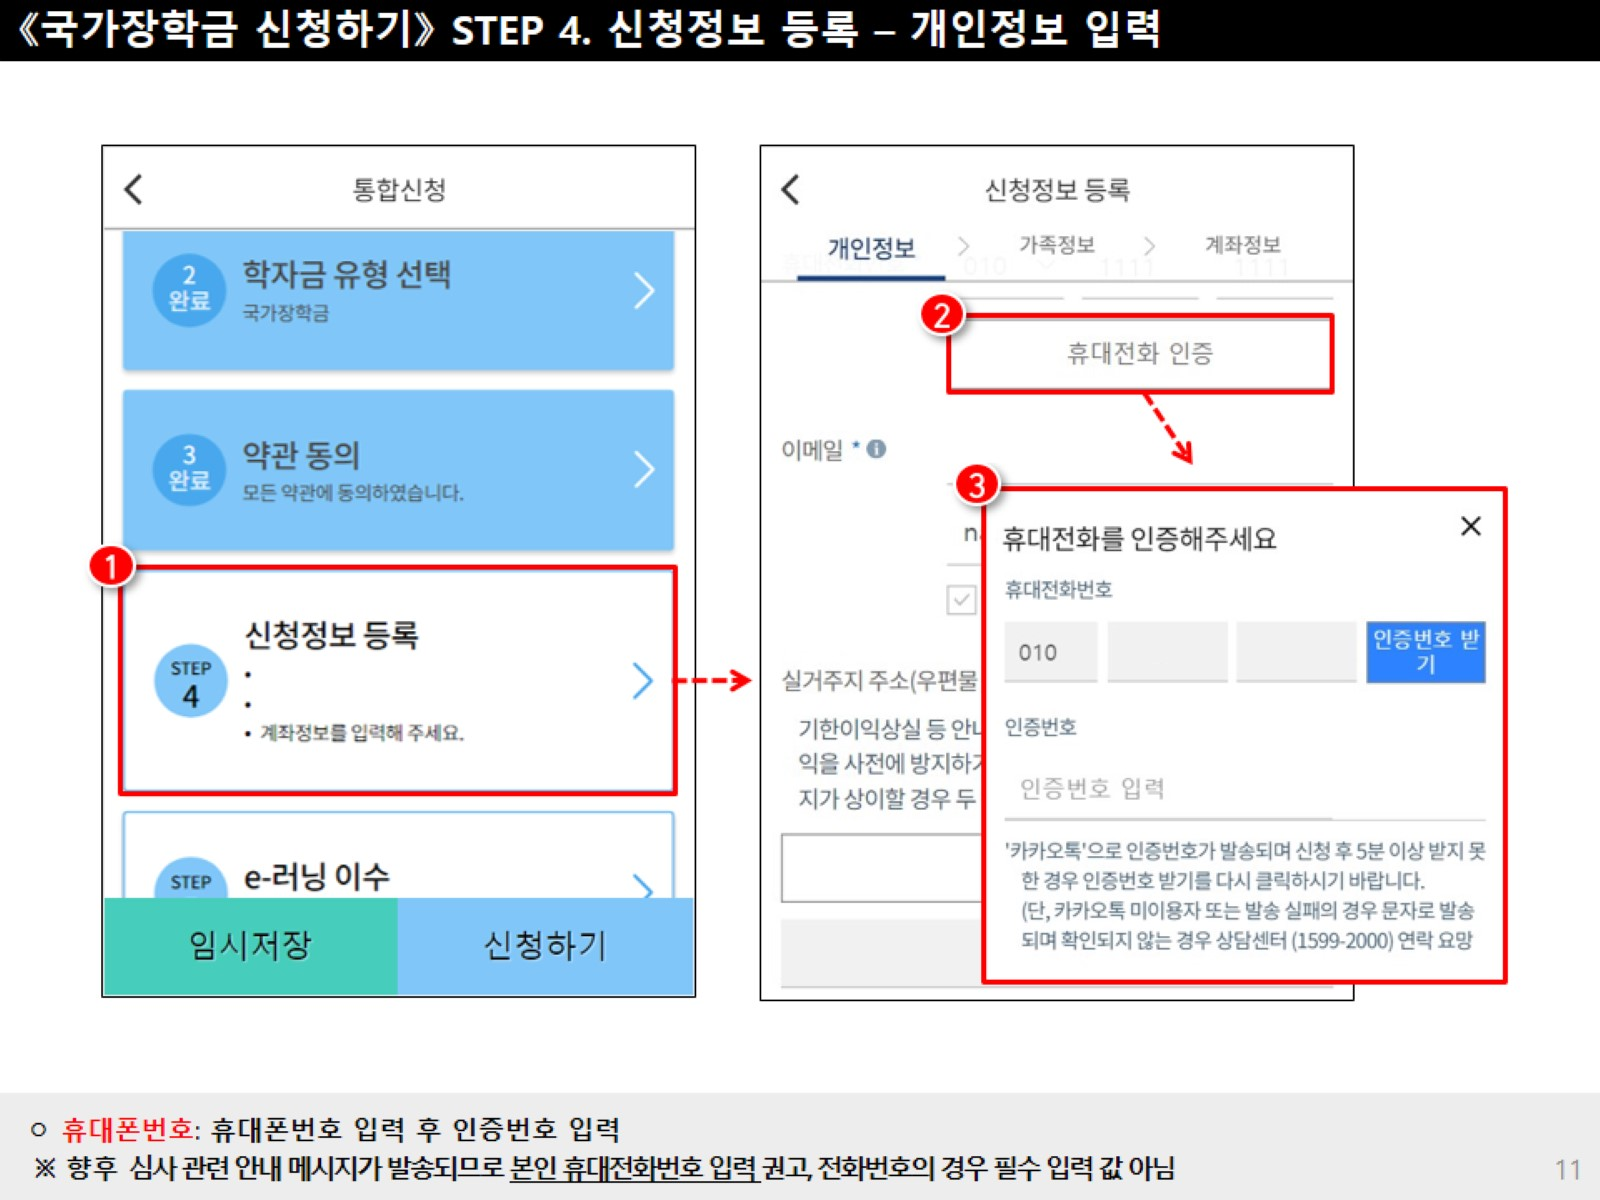 《국가장학금 신청하기》 STEP 4. 신청정보 등록 – 개인정보 입력
통합신청
2
완료
학자금 유형 선택
국가장학금
3
완료
약관 동의
모든 약관에 동의하였습니다.
1
신청정보 등록
STEP
4
•
•
• 계좌정보를 입력해 주세요.
STEP
e-러닝 이수
임시저장
신청하기
신청정보 등록
개인정보
가족정보
계좌정보
010
1111
1111
2
휴대전화 인증
이메일 *
3
na
휴대전화를 인증해주세요
휴대전화번호
010
인증번호 받
기
실거주지 주소(우편물
기한이익상실 등 안내
익을 사전에 방지하기
지가 상이할 경우 두
인증번호
인증번호 입력
'카카오톡'으로 인증번호가 발송되며 신청 후 5분 이상 받지 못
한 경우 인증번호 받기를 다시 클릭하시기 바랍니다.
(단, 카카오톡 미이용자 또는 발송 실패의 경우 문자로 발송
되며 확인되지 않는 경우 상담센터 (1599-2000) 연락 요망
○ 휴대폰번호: 휴대폰번호 입력 후 인증번호 입력
※ 향후 심사 관련 안내 메시지가 발송되므로 본인 휴대전화번호 입력 권고, 전화번호의 경우 필수 입력 값 아님
11